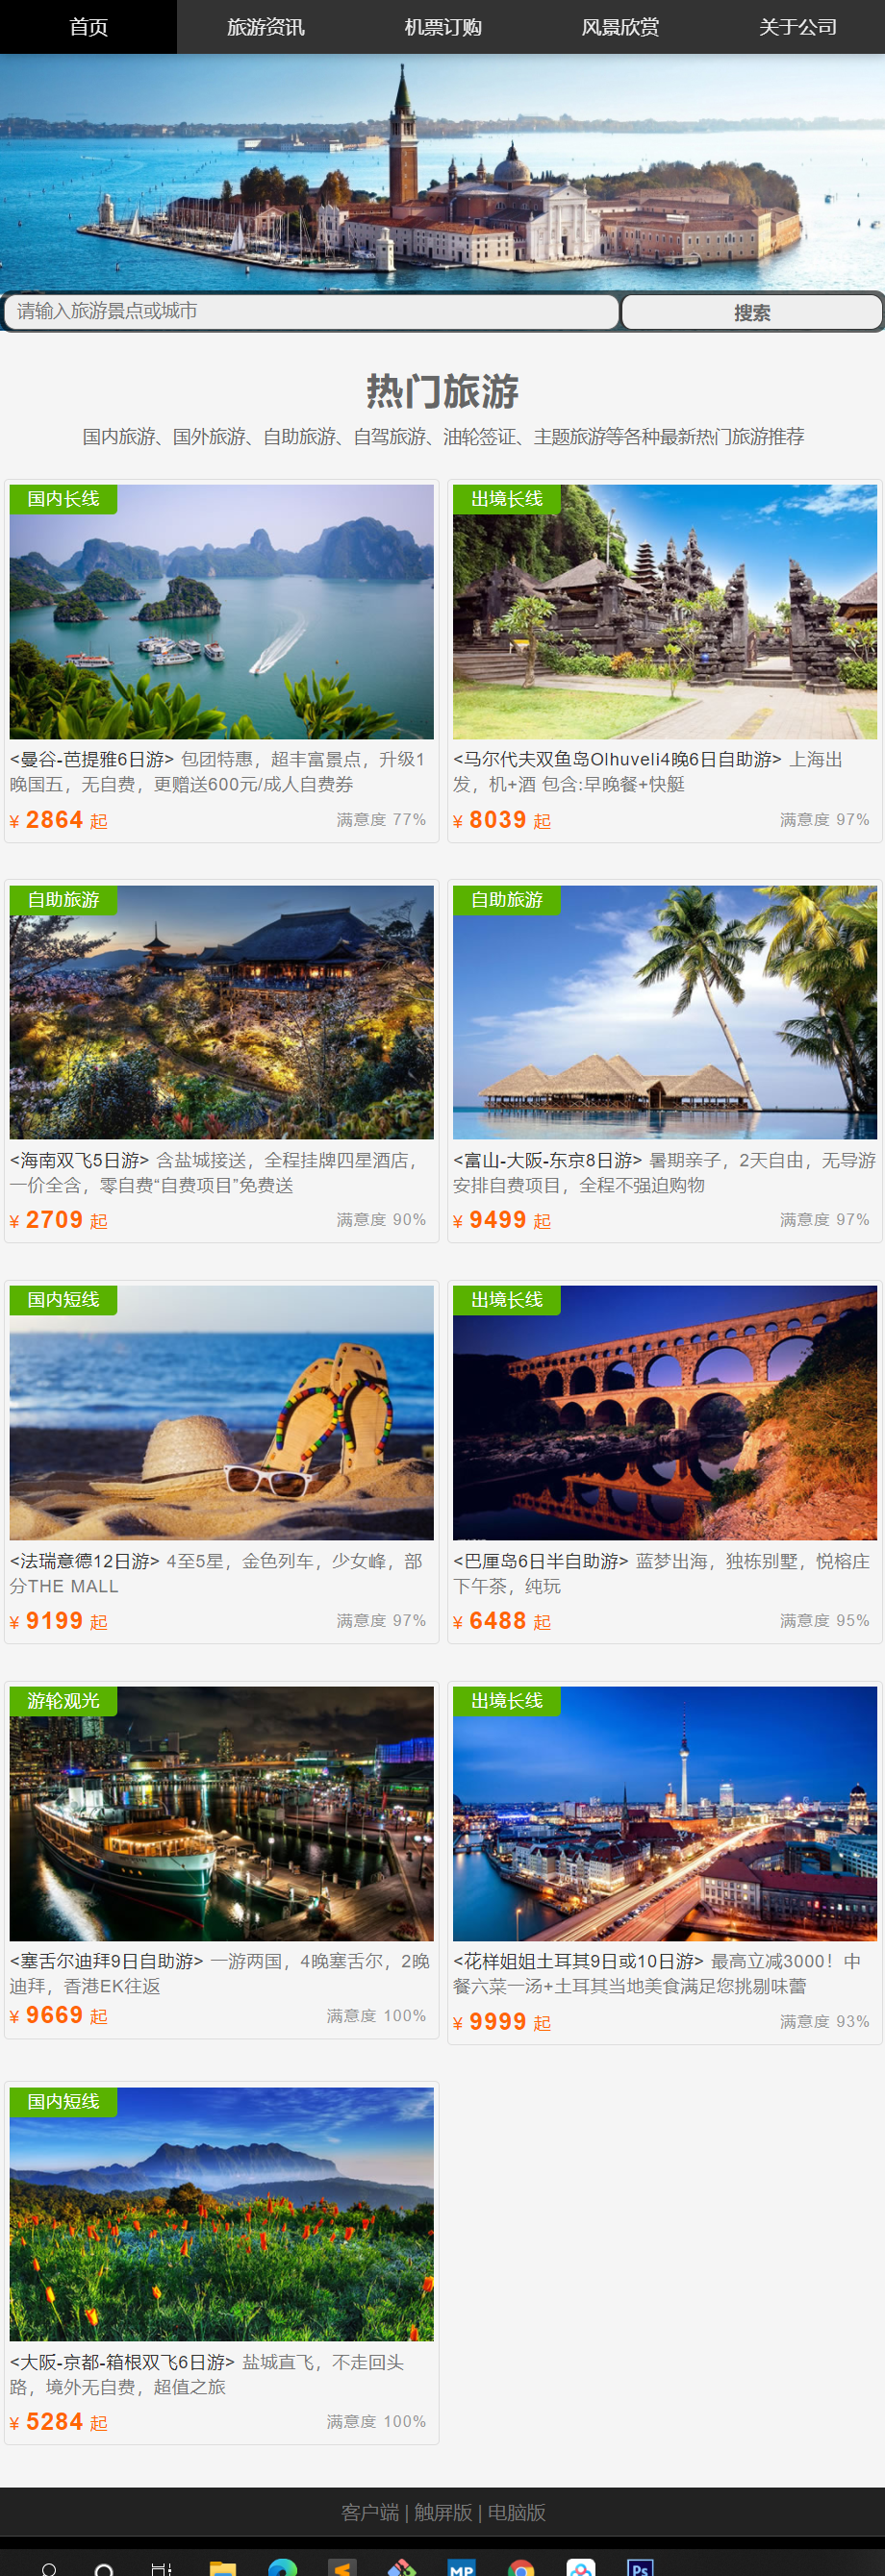 首页 旅游资讯 机票订购 风景欣赏 关于公司
请输入旅游景点或城市 搜索
热门旅游
国内旅游、国外旅游、自助旅游、自驾旅游、油轮签证、主题旅游等各种最新热门旅游推荐
国内长线
<曼谷-芭提雅6日游> 包团特惠，超丰富景点，升级1
晚国五，无自费，更赠送600元/成人自费券
¥ 2864 起 满意度 77%
出境长线
<马尔代夫双鱼岛Olhuveli4晚6日自助游> 上海出
发，机+酒 包含:早晚餐+快艇
¥ 8039 起 满意度 97%
自助旅游
<海南双飞5日游> 含盐城接送，全程挂牌四星酒店，
一价全含，零自费“自费项目”免费送
¥ 2709 起 满意度 90%
自助旅游
<富山-大阪-东京8日游> 暑期亲子，2天自由，无导游
安排自费项目，全程不强迫购物
¥ 9499 起 满意度 97%
国内短线
<法瑞意德12日游> 4至5星，金色列车，少女峰，部
分THE MALL
¥ 9199 起 满意度 97%
出境长线
<巴厘岛6日半自助游> 蓝梦出海，独栋别墅，悦榕庄
下午茶，纯玩
¥ 6488 起 满意度 95%
游轮观光
<塞舌尔迪拜9日自助游> 一游两国，4晚塞舌尔，2晚
迪拜，香港EK往返
¥ 9669 起 满意度 100%
出境长线
<花样姐姐土耳其9日或10日游> 最高立减3000！中
餐六菜一汤+土耳其当地美食满足您挑剔味蕾
¥ 9999 起 满意度 93%
国内短线
<大阪-京都-箱根双飞6日游> 盐城直飞，不走回头
路，境外无自费，超值之旅
¥ 5284 起 满意度 100%
客户端 | 触屏版 | 电脑版
MP Ps